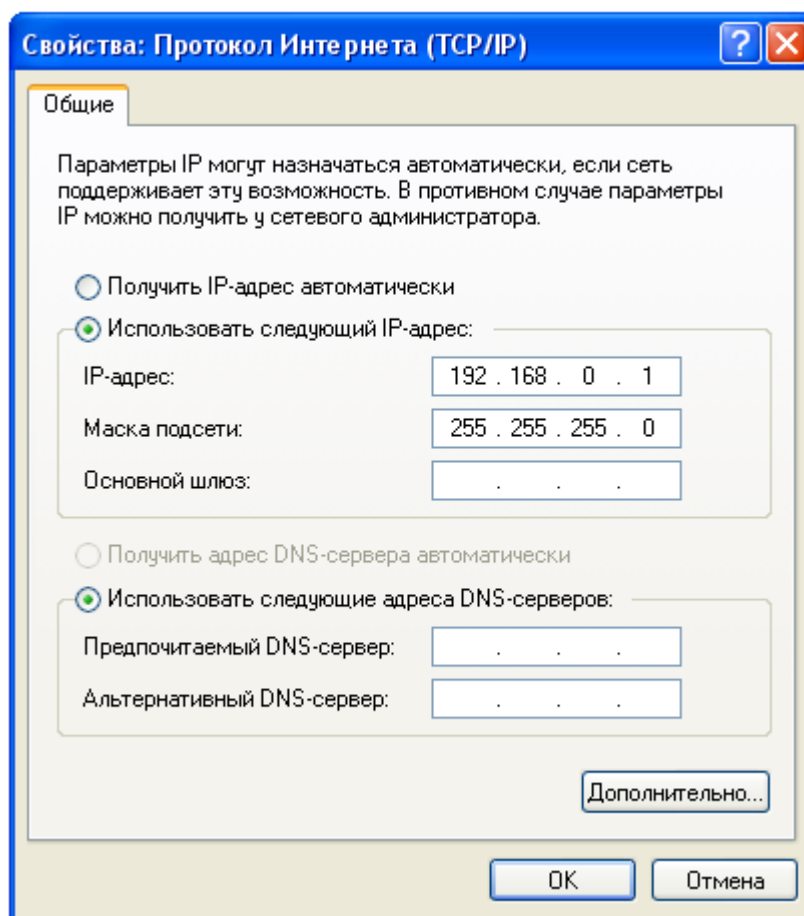 Свойства: Протокол Интернета (TCP/IP)
Общие
Параметры IP могут назначаться автоматически, если сеть
поддерживает эту возможность. В противном случае параметры
IP можно получить у сетевого администратора.
Получить IP-адрес автоматически
Использовать следующий IP-адрес:
IP-адрес: 192 . 168 . 0 . 1
Маска подсети: 255 . 255 . 255 . 0
Основной шлюз: . . .
Получить адрес DNS-сервера автоматически
Использовать следующие адреса DNS-серверов:
Предпочитаемый DNS-сервер: . . .
Альтернативный DNS-сервер: . . .
Дополнительно...
OK Отмена